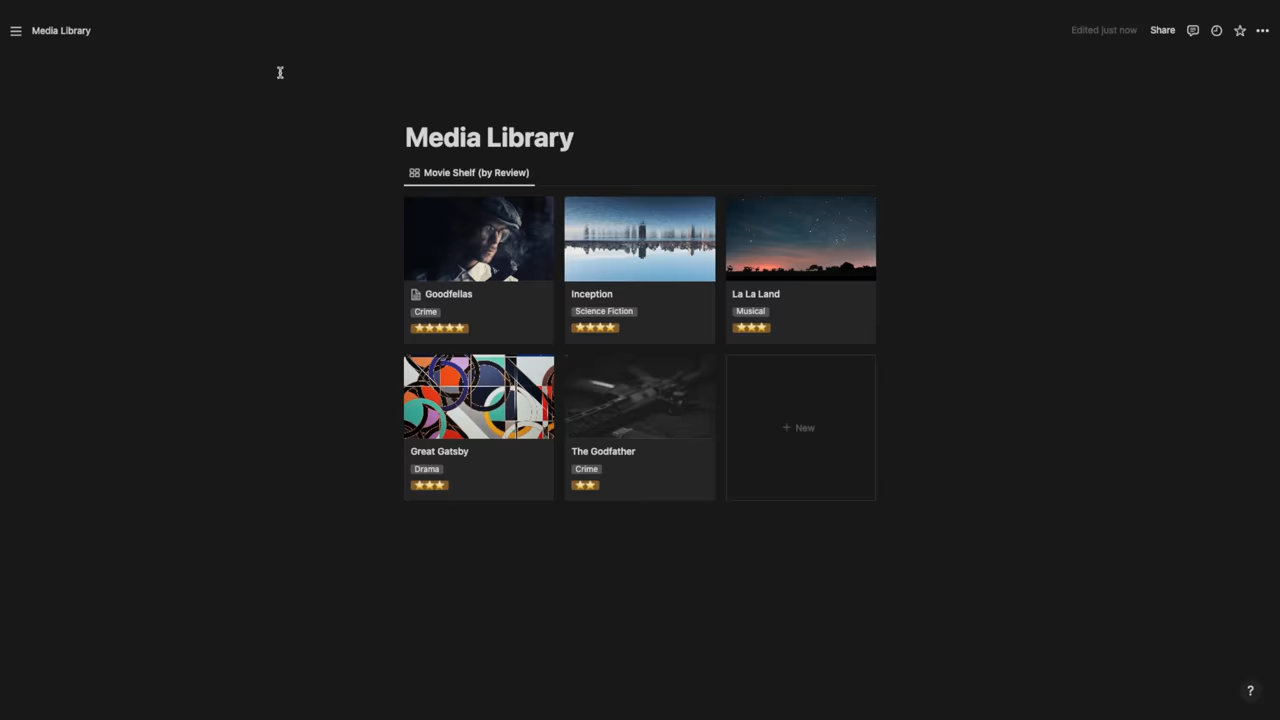 Media Library
Edited just now
Share
Media Library
Movie Shelf (by Review)
Goodfellas
Crime
Inception
Science Fiction
La La Land
Musical
Great Gatsby
Drama
The Godfather
Crime
+ New
?